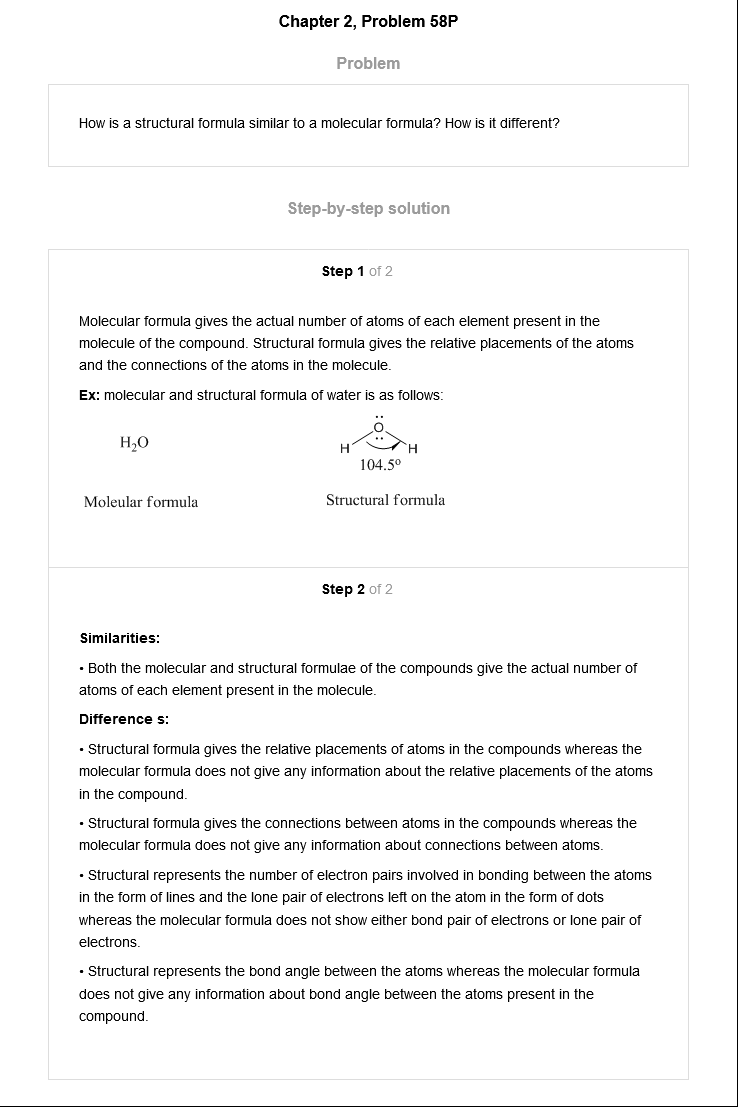 Chapter 2, Problem 58P
Problem
How is a structural formula similar to a molecular formula? How is it different?
Step-by-step solution
Step 1 of 2
Molecular formula gives the actual number of atoms of each element present in the
molecule of the compound. Structural formula gives the relative placements of the atoms
and the connections of the atoms in the molecule.
Ex: molecular and structural formula of water is as follows:
H₂O
O
H H
104.5º
Moleular formula
Structural formula
Step 2 of 2
Similarities:
• Both the molecular and structural formulae of the compounds give the actual number of
atoms of each element present in the molecule.
Difference s:
• Structural formula gives the relative placements of atoms in the compounds whereas the
molecular formula does not give any information about the relative placements of the atoms
in the compound.
• Structural formula gives the connections between atoms in the compounds whereas the
molecular formula does not give any information about connections between atoms.
• Structural represents the number of electron pairs involved in bonding between the atoms
in the form of lines and the lone pair of electrons left on the atom in the form of dots
whereas the molecular formula does not show either bond pair of electrons or lone pair of
electrons.
• Structural represents the bond angle between the atoms whereas the molecular formula
does not give any information about bond angle between the atoms present in the
compound.